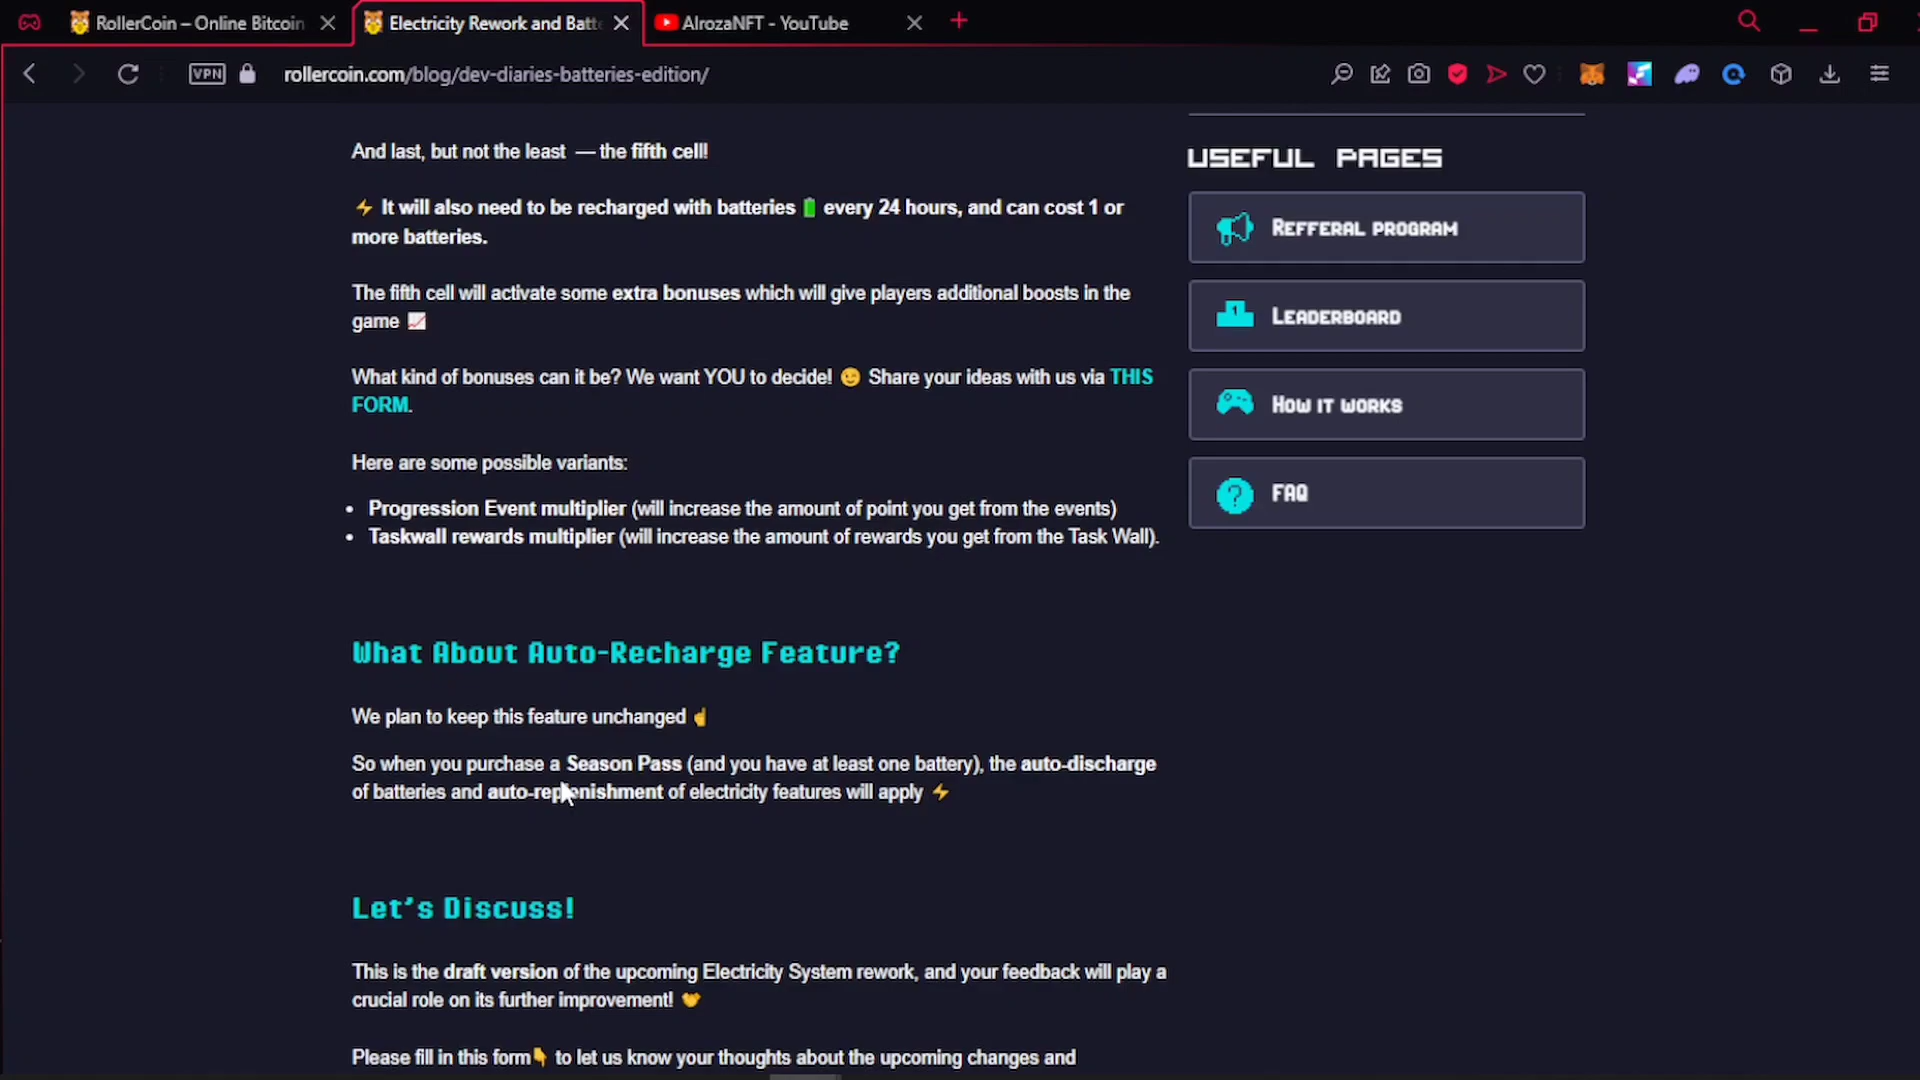 RollerCoin – Online Bitcoin
Electricity Rework and Batt
AlrozaNFT - YouTube
VPN
rollercoin.com/blog/dev-diaries-batteries-edition/
And last, but not the least — the fifth cell!
⚡ It will also need to be recharged with batteries 🔋 every 24 hours, and can cost 1 or
more batteries.
The fifth cell will activate some extra bonuses which will give players additional boosts in the
game 📈
What kind of bonuses can it be? We want YOU to decide! 😉 Share your ideas with us via THIS
FORM.
Here are some possible variants:
• Progression Event multiplier (will increase the amount of point you get from the events)
• Taskwall rewards multiplier (will increase the amount of rewards you get from the Task Wall).
What About Auto-Recharge Feature?
We plan to keep this feature unchanged ☝
So when you purchase a Season Pass (and you have at least one battery), the auto-discharge
of batteries and auto-replenishment of electricity features will apply ⚡
Let's Discuss!
This is the draft version of the upcoming Electricity System rework, and your feedback will play a
crucial role on its further improvement! 🤝
Please fill in this form👇 to let us know your thoughts about the upcoming changes and
USEFUL PAGES
REFFERAL PROGRAM
LEADERBOARD
HOW IT WORKS
FAQ